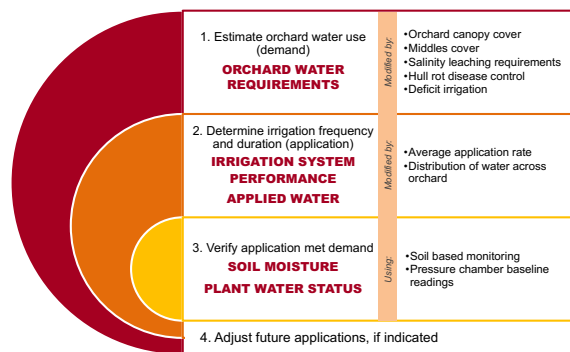 1. Estimate orchard water use
(demand)
ORCHARD WATER
REQUIREMENTS
Modified by:
•Orchard canopy cover
•Middles cover
•Salinity leaching requirements
•Hull rot disease control
•Deficit irrigation
2. Determine irrigation frequency
and duration (application)
IRRIGATION SYSTEM
PERFORMANCE
APPLIED WATER
Modified by:
•Average application rate
•Distribution of water across
orchard
3. Verify application met demand
SOIL MOISTURE
PLANT WATER STATUS
Using:
•Soil based monitoring
•Pressure chamber baseline
readings
4. Adjust future applications, if indicated